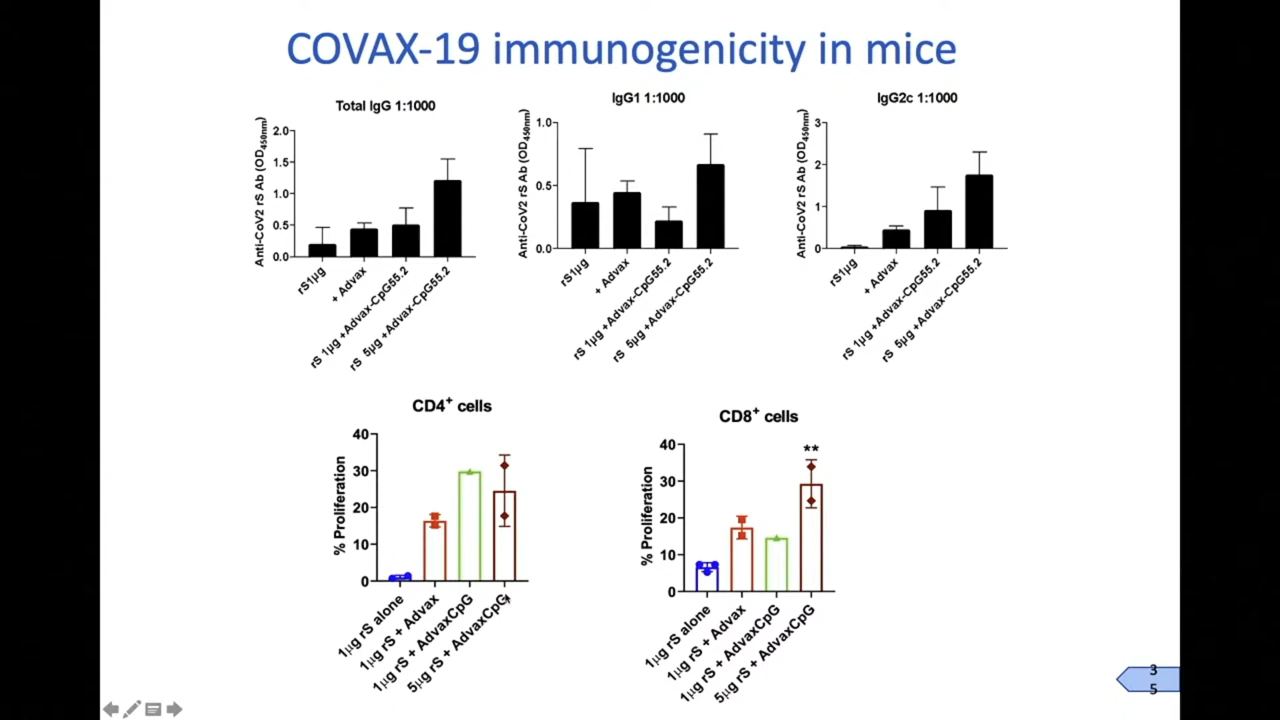 COVAX-19 immunogenicity in mice
Total IgG 1:1000
Anti-CoV2 rS Ab (OD450nm)
2.0
1.5
1.0
0.5
0.0
rS1µg
+ Advax
rS 1µg +Advax-CpG55.2
rS 5µg +Advax-CpG55.2
IgG1 1:1000
Anti-CoV2 rS Ab (OD450nm)
1.0
0.5
0.0
rS1µg
+ Advax
rS 1µg +Advax-CpG55.2
rS 5µg +Advax-CpG55.2
IgG2c 1:1000
Anti-CoV2 rS Ab (OD450nm)
3
2
1
0
rS1µg
+ Advax
rS 1µg +Advax-CpG55.2
rS 5µg +Advax-CpG55.2
CD4+ cells
% Proliferation
40
30
20
10
0
1µg rS alone
1µg rS + Advax
1µg rS + AdvaxCpG
5µg rS + AdvaxCpG
CD8+ cells
% Proliferation
40
30
20
10
0
**
1µg rS alone
1µg rS + Advax
1µg rS + AdvaxCpG
5µg rS + AdvaxCpG
3
5